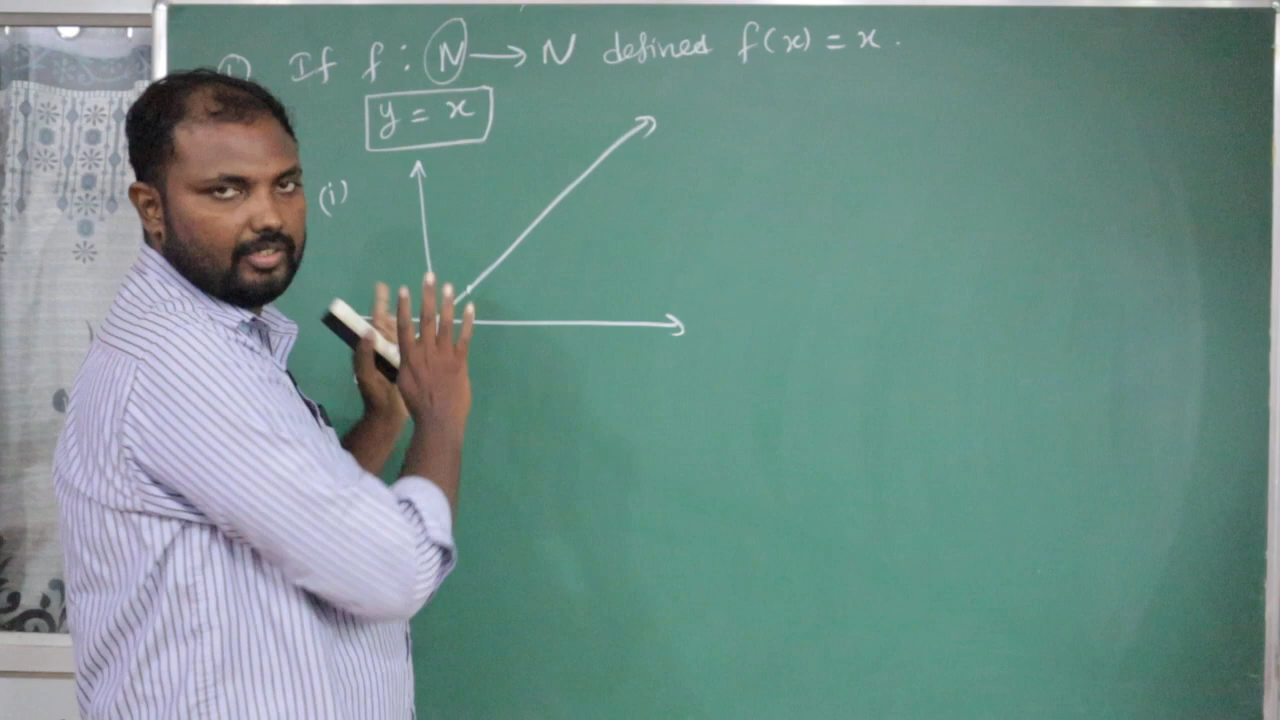 1) If f : N → N defined f(x) = x .
y = x
(i)